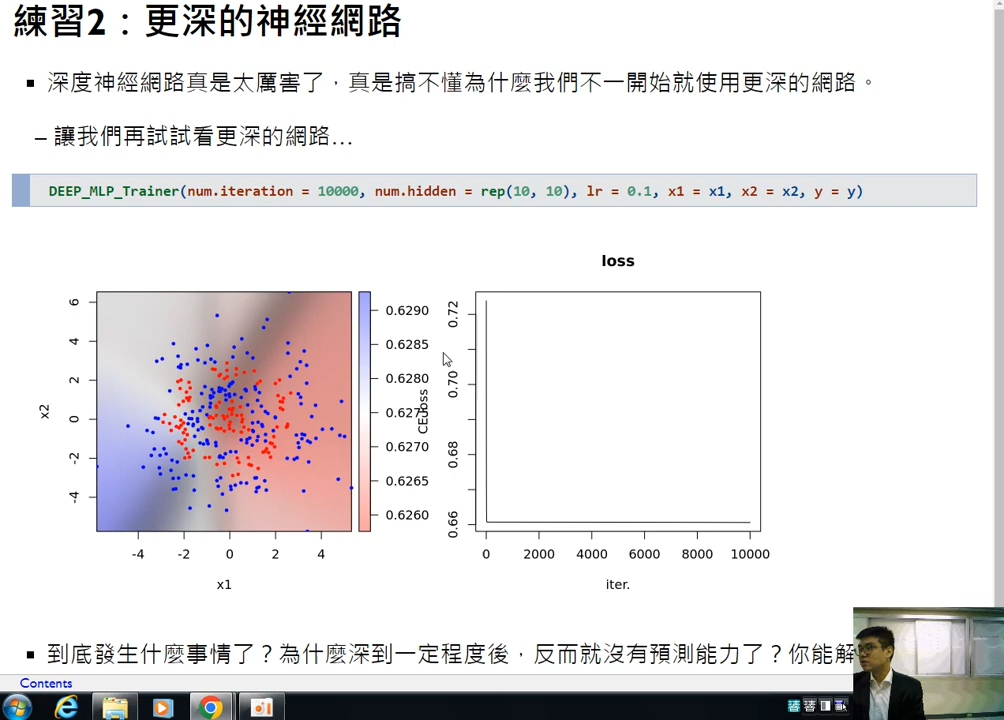 練習2：更深的神經網路
深度神經網路真是太厲害了，真是搞不懂為什麼我們不一開始就使用更深的網路。
– 讓我們再試試看更深的網路…
DEEP_MLP_Trainer(num.iteration = 10000, num.hidden = rep(10, 10), lr = 0.1, x1 = x1, x2 = x2, y = y)
loss
6
4
2
0
-2
-4
x2
-4 -2 0 2 4
x1
0.6290
0.6285
0.6280
0.6275
0.6270
0.6265
0.6260
CE loss
0.72
0.70
0.68
0.66
0 2000 4000 6000 8000 10000
iter.
到底發生什麼事情了？為什麼深到一定程度後，反而就沒有預測能力了？你能解
Contents